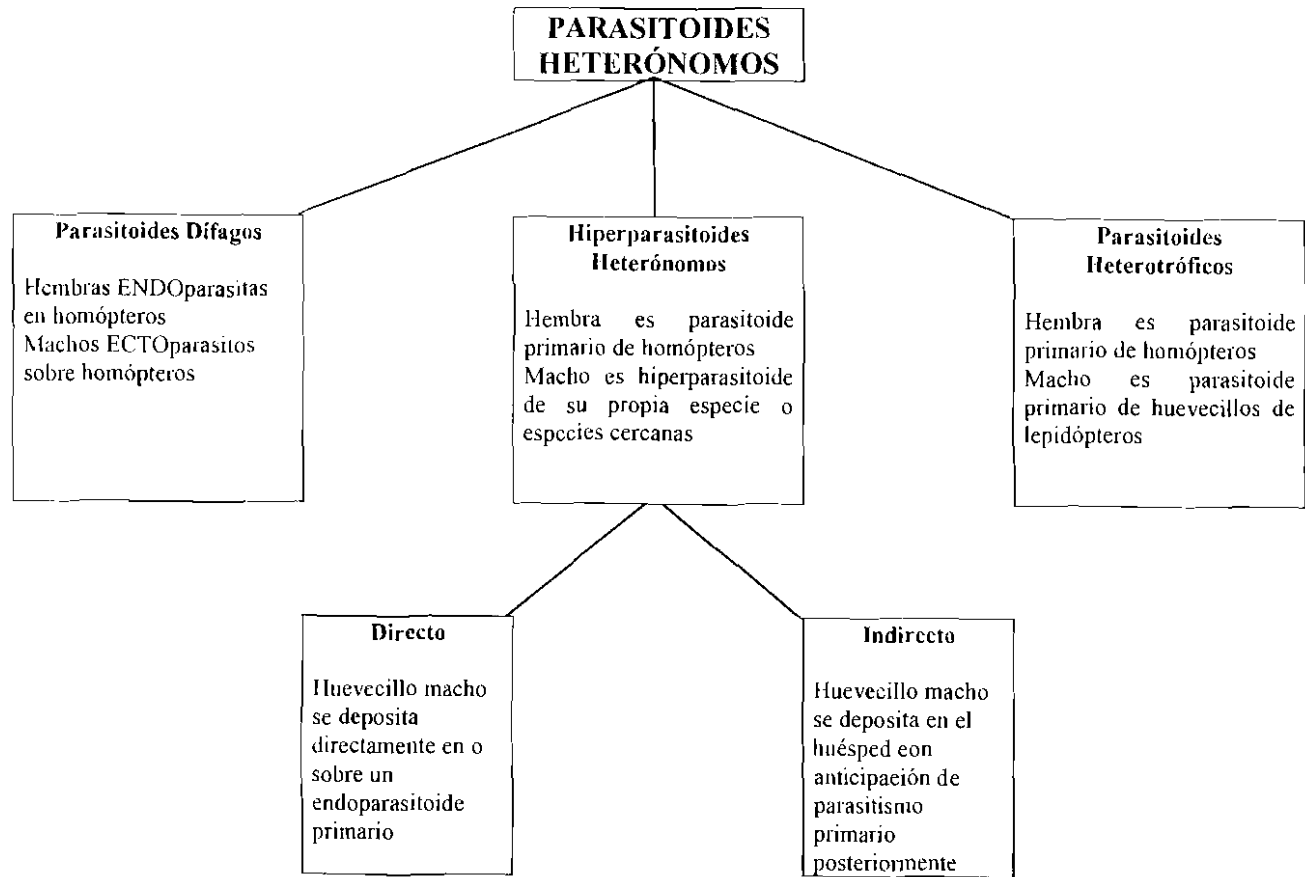 PARASITOIDES
HETERÓNOMOS
Parasitoides Dífagos
Hembras ENDOparasitas
en homópteros
Machos ECTOparasitos
sobre homópteros
Hiperparasitoides
Heterónomos
Hembra es parasitoide
primario de homópteros
Macho es hiperparasitoide
de su propia especie o
especies cercanas
Parasitoides
Heterotróficos
Hembra es parasitoide
primario de homópteros
Macho es parasitoide
primario de huevecillos de
lepidópteros
Directo
Huevecillo macho
se deposita
directamente en o
sobre un
endoparasitoide
primario
Indirecto
Huevecillo macho
se deposita en el
huésped con
anticipación de
parasitismo
primario
posteriormente